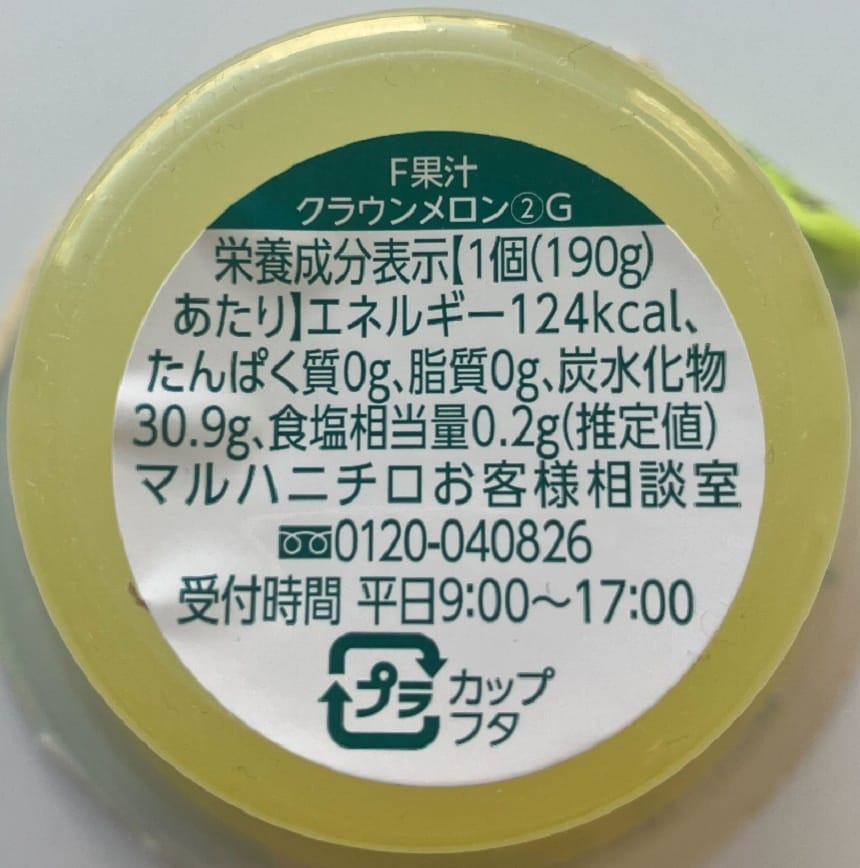 F果汁
クラウンメロン②G
栄養成分表示【1個(190g)
あたり】エネルギー124kcal、
たんぱく質0g、脂質0g、炭水化物
30.9g、食塩相当量0.2g(推定値)
マルハニチロお客様相談室
0120-040826
受付時間 平日9:00～17:00
プラ カップ
フタ